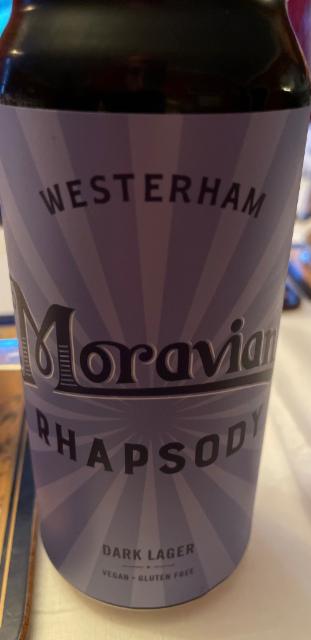 WESTERHAM
Moravian
RHAPSODY
DARK LAGER
VEGAN • GLUTEN FREE